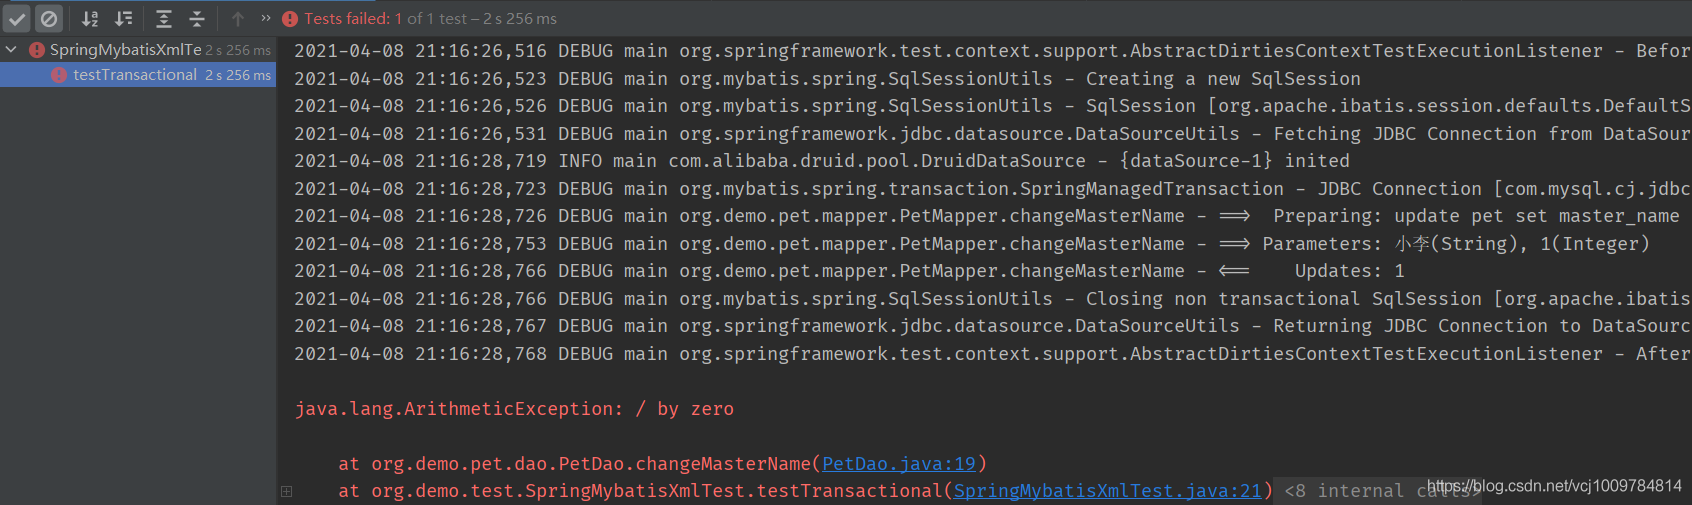 Tests failed: 1 of 1 test – 2 s 256 ms
SpringMybatisXmlTe 2 s 256 ms
testTransactional 2 s 256 ms
2021-04-08 21:16:26,516 DEBUG main org.springframework.test.context.support.AbstractDirtiesContextTestExecutionListener - Befor
2021-04-08 21:16:26,523 DEBUG main org.mybatis.spring.SqlSessionUtils - Creating a new SqlSession
2021-04-08 21:16:26,526 DEBUG main org.mybatis.spring.SqlSessionUtils - SqlSession [org.apache.ibatis.session.defaults.DefaultS
2021-04-08 21:16:26,531 DEBUG main org.springframework.jdbc.datasource.DataSourceUtils - Fetching JDBC Connection from DataSour
2021-04-08 21:16:28,719 INFO main com.alibaba.druid.pool.DruidDataSource - {dataSource-1} inited
2021-04-08 21:16:28,723 DEBUG main org.mybatis.spring.transaction.SpringManagedTransaction - JDBC Connection [com.mysql.cj.jdbc
2021-04-08 21:16:28,726 DEBUG main org.demo.pet.mapper.PetMapper.changeMasterName - ==>  Preparing: update pet set master_name
2021-04-08 21:16:28,753 DEBUG main org.demo.pet.mapper.PetMapper.changeMasterName - ==> Parameters: 小李(String), 1(Integer)
2021-04-08 21:16:28,766 DEBUG main org.demo.pet.mapper.PetMapper.changeMasterName - <==    Updates: 1
2021-04-08 21:16:28,766 DEBUG main org.mybatis.spring.SqlSessionUtils - Closing non transactional SqlSession [org.apache.ibatis
2021-04-08 21:16:28,767 DEBUG main org.springframework.jdbc.datasource.DataSourceUtils - Returning JDBC Connection to DataSourc
2021-04-08 21:16:28,768 DEBUG main org.springframework.test.context.support.AbstractDirtiesContextTestExecutionListener - After
java.lang.ArithmeticException: / by zero
at org.demo.pet.dao.PetDao.changeMasterName(PetDao.java:19)
at org.demo.test.SpringMybatisXmlTest.testTransactional(SpringMybatisXmlTest.java:21) <8 internal calls>
https://blog.csdn.net/vcj1009784814